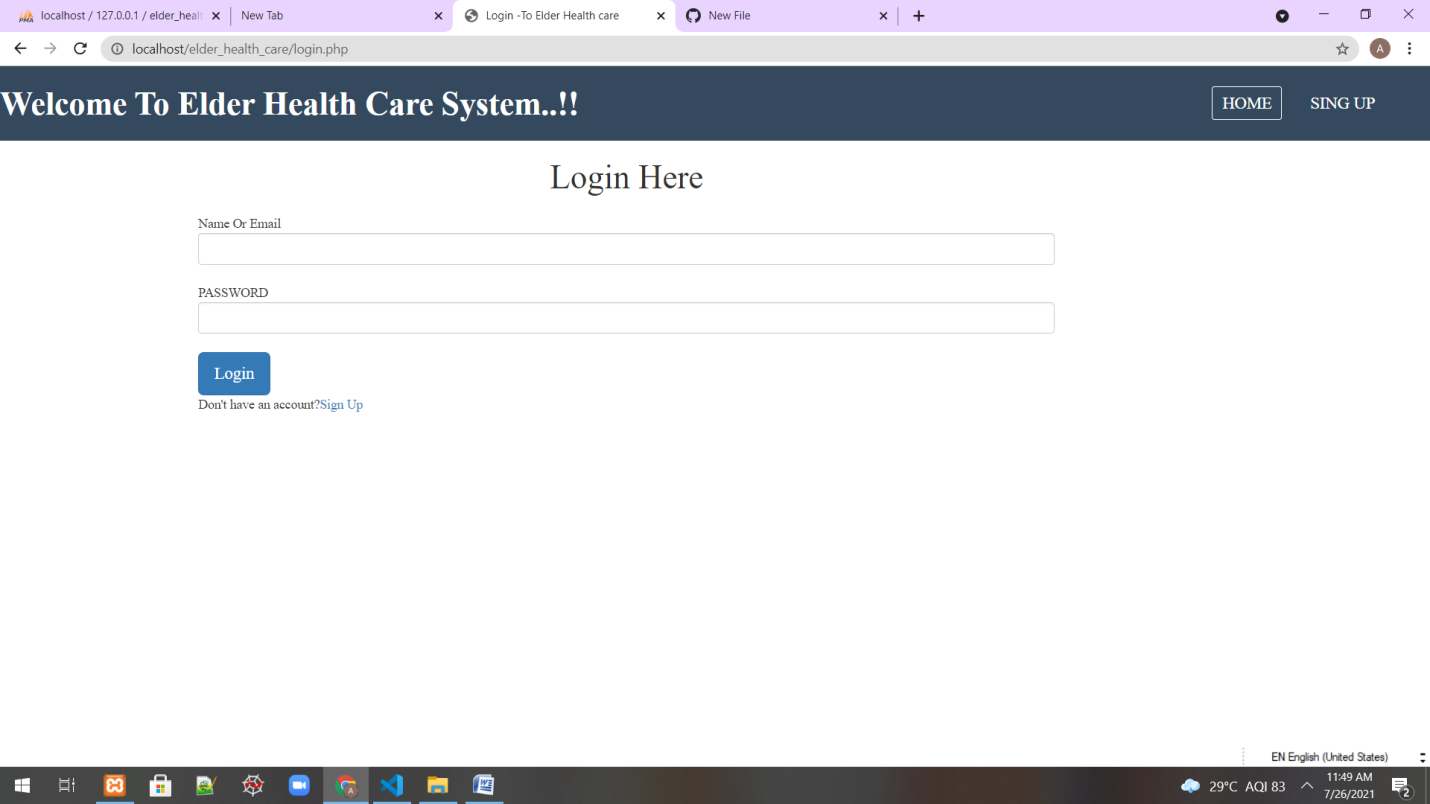 localhost / 127.0.0.1 / elder_healt
New Tab
Login -To Elder Health care
New File
localhost/elder_health_care/login.php
A
Welcome To Elder Health Care System..!!
HOME
SING UP
Login Here
Name Or Email
PASSWORD
Login
Don't have an account?Sign Up
EN English (United States)
29°C AQI 83
11:49 AM
7/26/2021
2